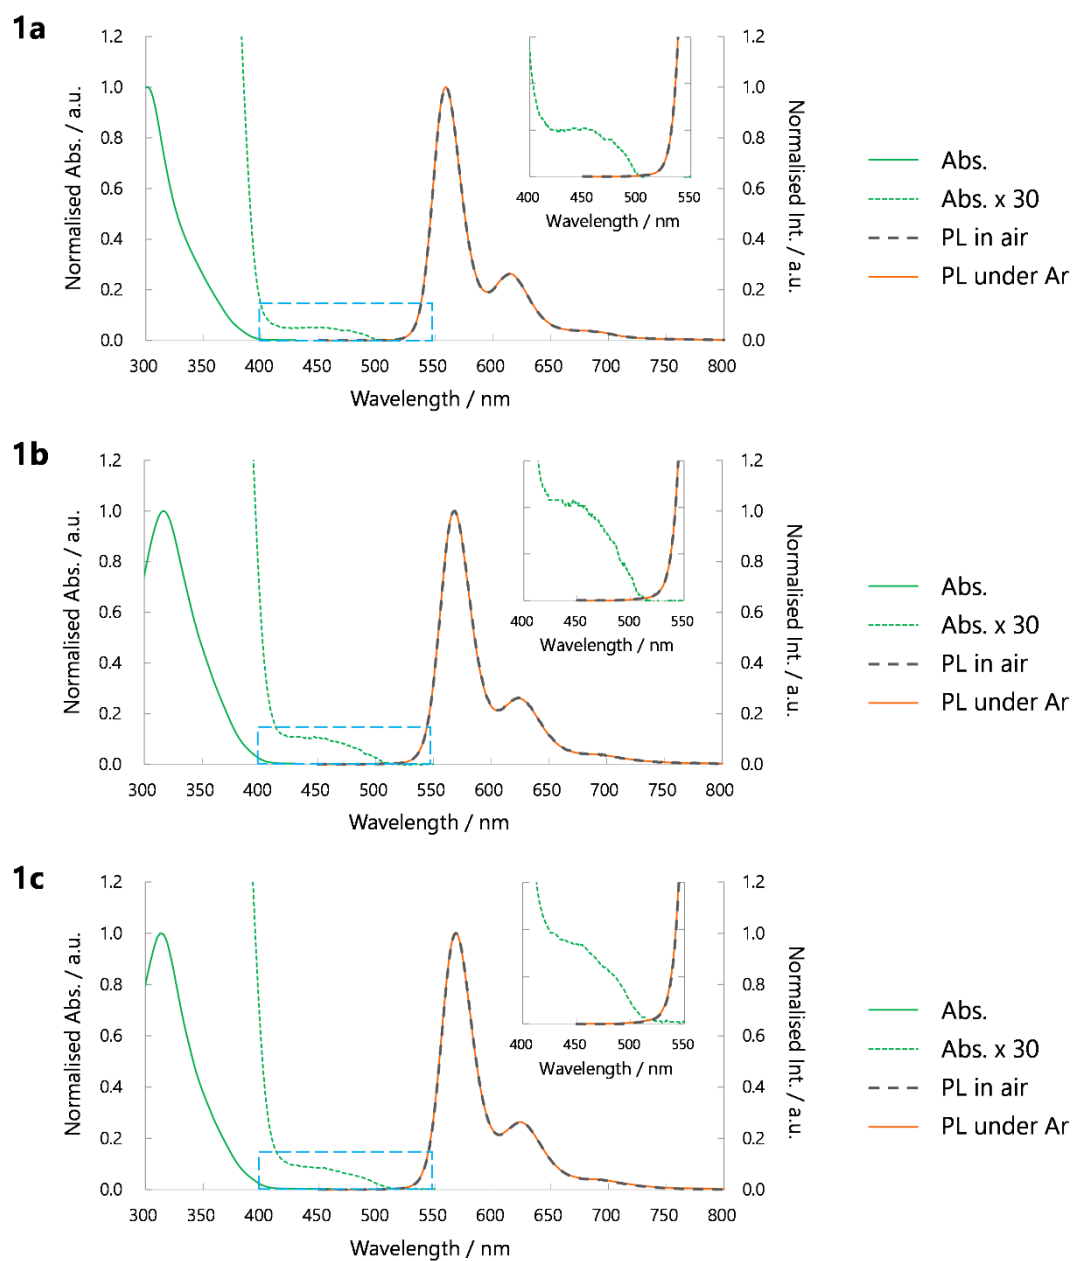 1a
1.2
1.0
0.8
0.6
0.4
0.2
0.0
Normalised Abs. / a.u.
300 350 400 450 500 550 600 650 700 750 800
Wavelength / nm
1.2
1.0
0.8
0.6
0.4
0.2
0.0
Normalised Int. / a.u.
400 450 500 550
Wavelength / nm
Abs.
Abs. x 30
PL in air
PL under Ar
1b
1.2
1.0
0.8
0.6
0.4
0.2
0.0
Normalised Abs. / a.u.
300 350 400 450 500 550 600 650 700 750 800
Wavelength / nm
1.2
1.0
0.8
0.6
0.4
0.2
0.0
Normalised Int. / a.u.
400 450 500 550
Wavelength / nm
Abs.
Abs. x 30
PL in air
PL under Ar
1c
1.2
1.0
0.8
0.6
0.4
0.2
0.0
Normalised Abs. / a.u.
300 350 400 450 500 550 600 650 700 750 800
Wavelength / nm
1.2
1.0
0.8
0.6
0.4
0.2
0.0
Normalised Int. / a.u.
400 450 500 550
Wavelength / nm
Abs.
Abs. x 30
PL in air
PL under Ar